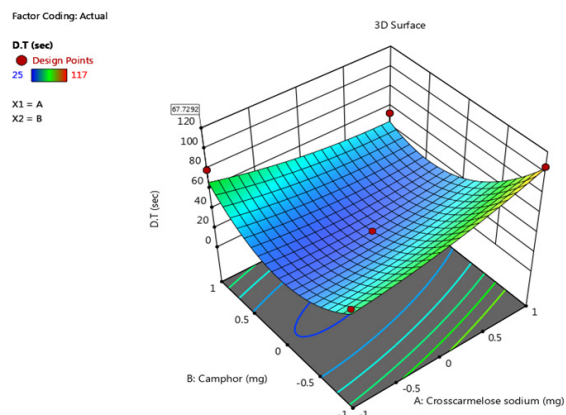 Factor Coding: Actual
3D Surface
D.T (sec)
Design Points
25 117
X1 = A
X2 = B
67.7292
120
100
80
60
40
20
0
D.T (sec)
1
0.5
0
-0.5
-1
B: Camphor (mg)
-1
-0.5
0
0.5
1
A: Crosscarmelose sodium (mg)